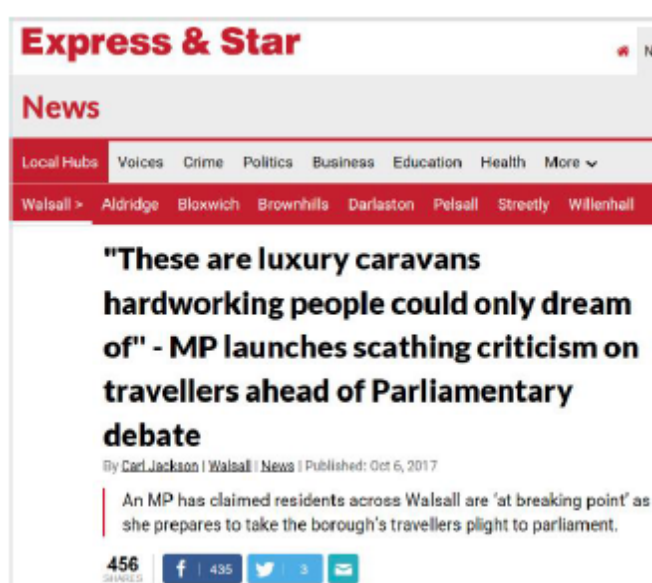 Express & Star
N
News
Local Hubs Voices Crime Politics Business Education Health More
Walsall > Aldridge Bloxwich Brownhills Darlaston Pelsall Streetly Willenhall
"These are luxury caravans
hardworking people could only dream
of" - MP launches scathing criticism on
travellers ahead of Parliamentary
debate
By Carl Jackson | Walsall | News | Published: Oct 6, 2017
An MP has claimed residents across Walsall are 'at breaking point' as
she prepares to take the borough's travellers plight to parliament.
456
SHARES
f | 435
3